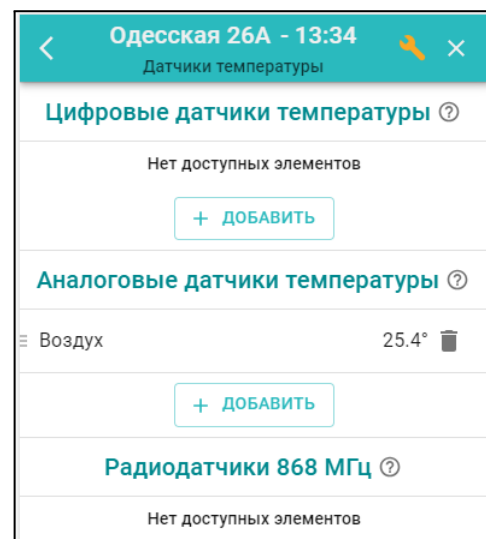 Одесская 26А - 13:34
Датчики температуры
Цифровые датчики температуры ?
Нет доступных элементов
+ ДОБАВИТЬ
Аналоговые датчики температуры ?
Воздух 25.4°
+ ДОБАВИТЬ
Радиодатчики 868 МГц ?
Нет доступных элементов